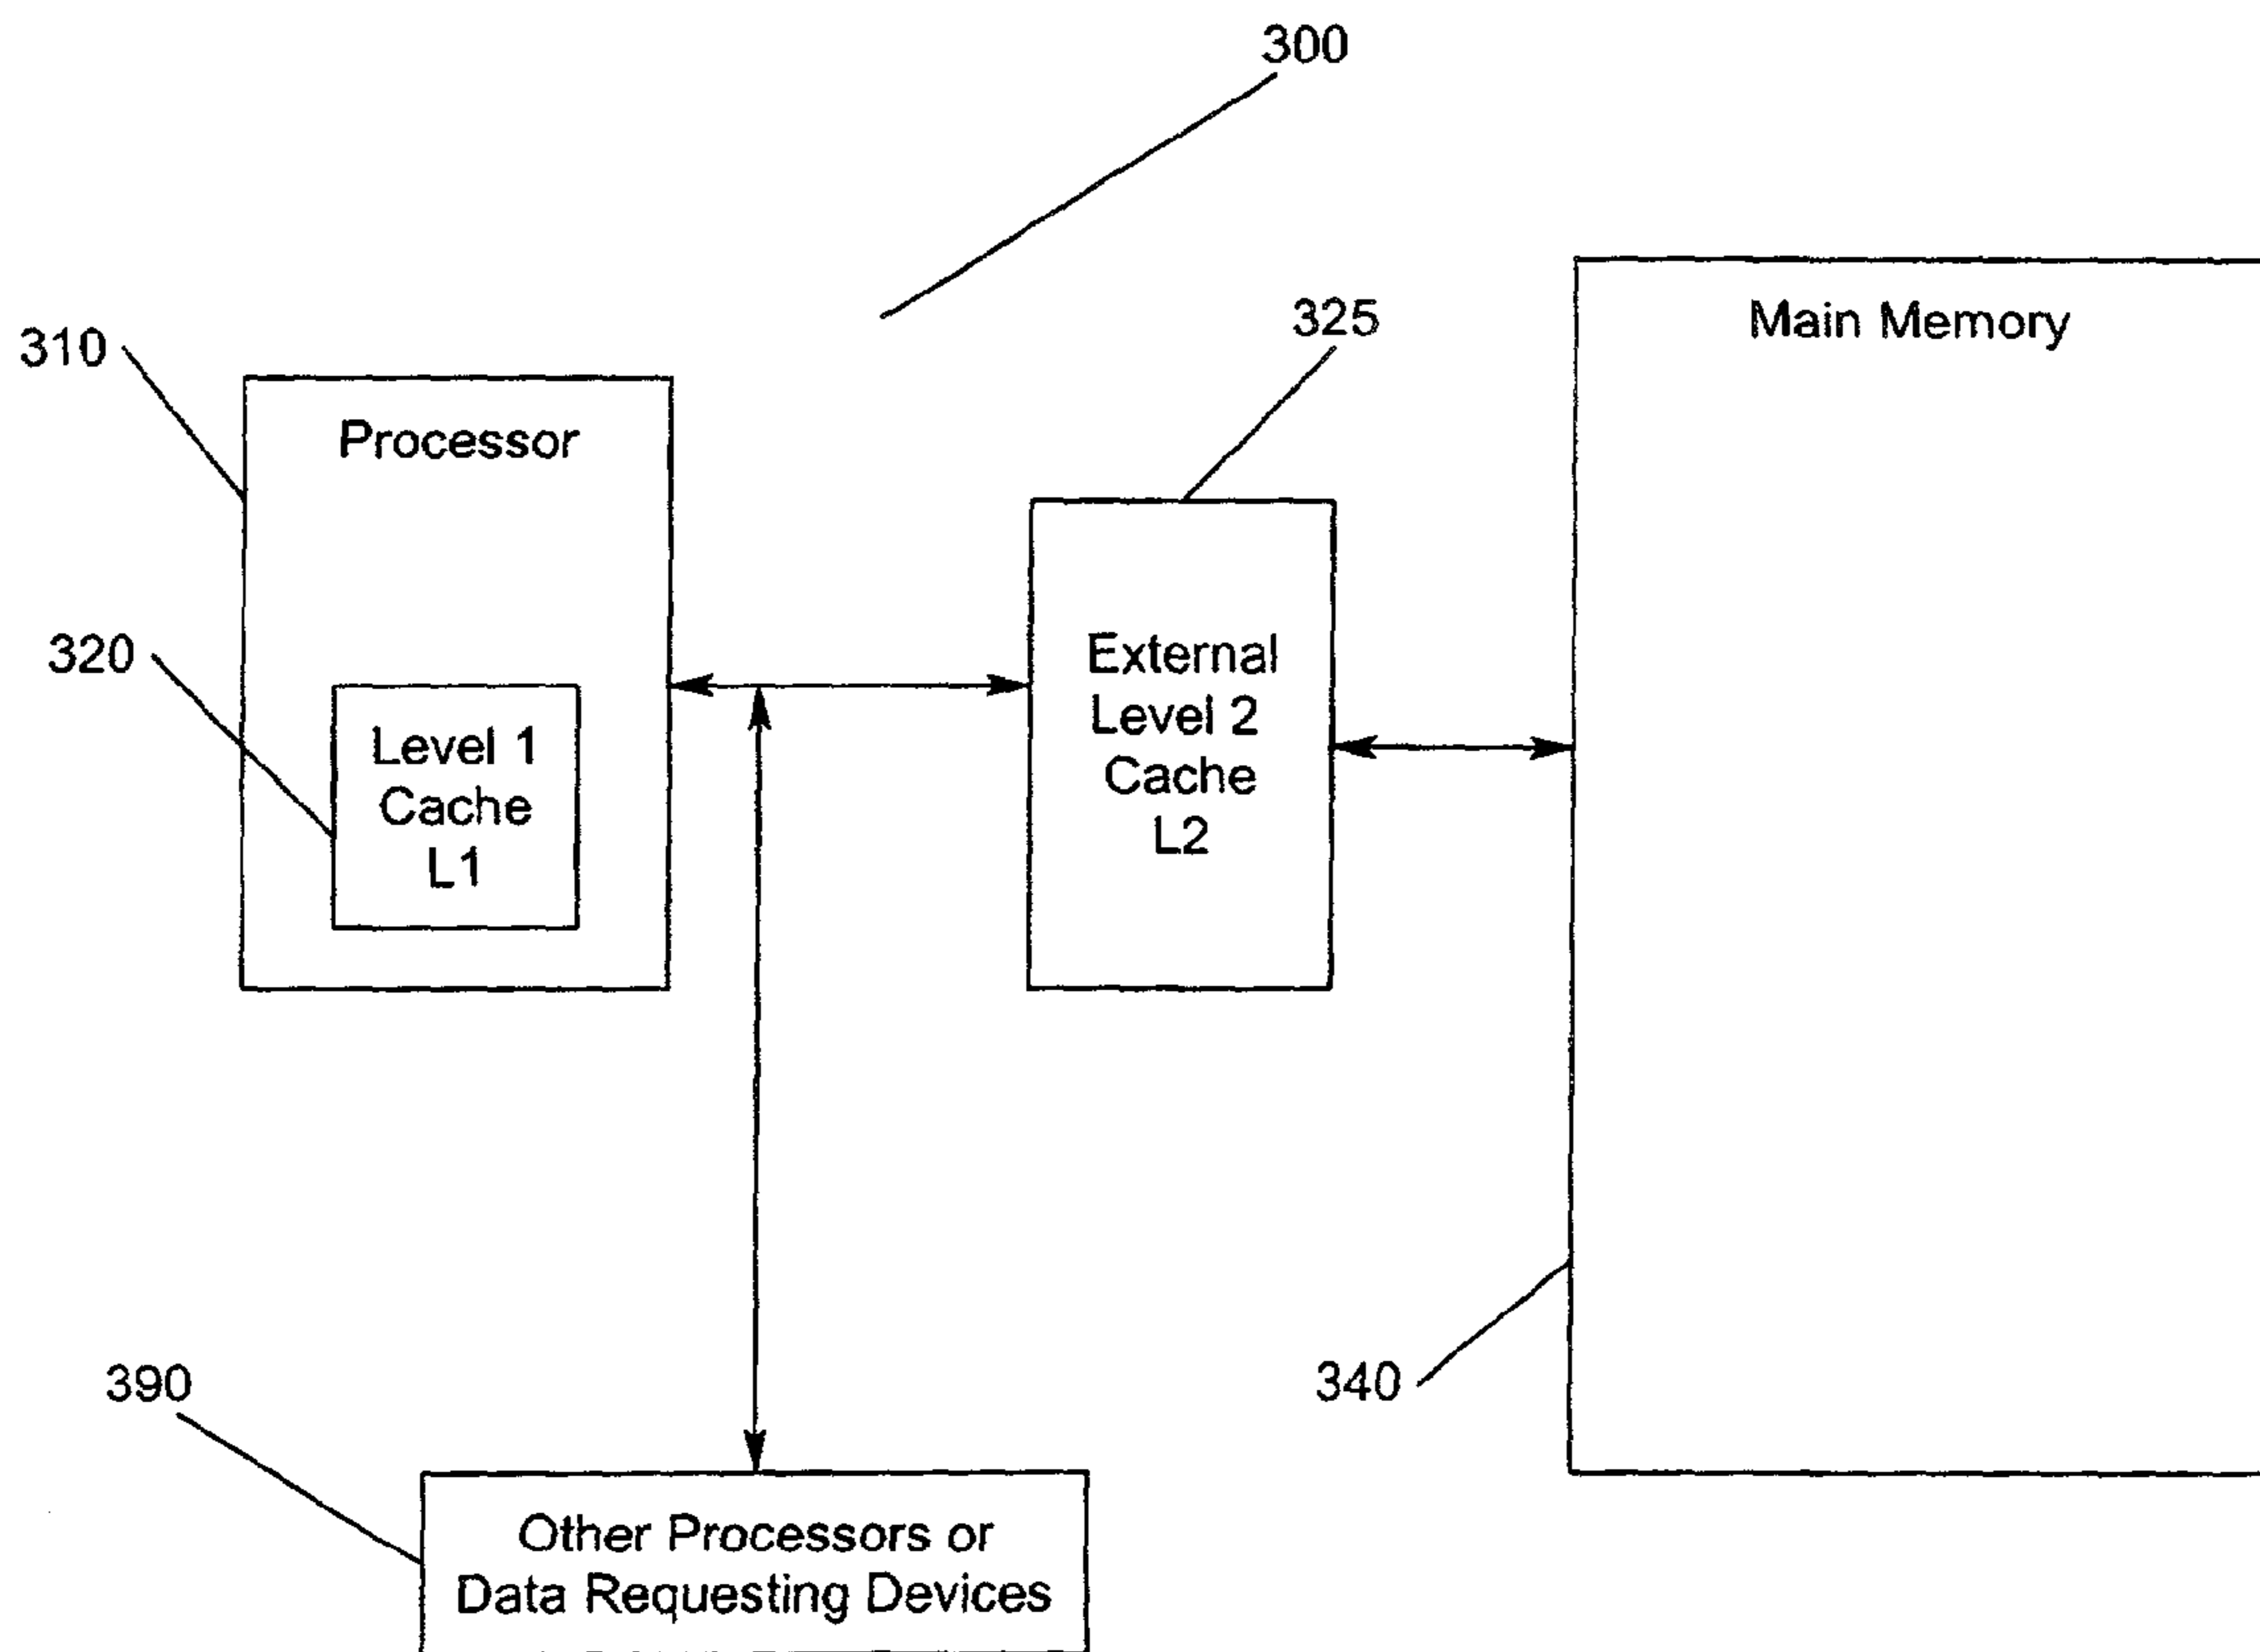 300
325
Main Memory
310
Processor
320
Level 1
Cache
L1
External
Level 2
Cache
L2
390
340
Other Processors or
Data Requesting Devices